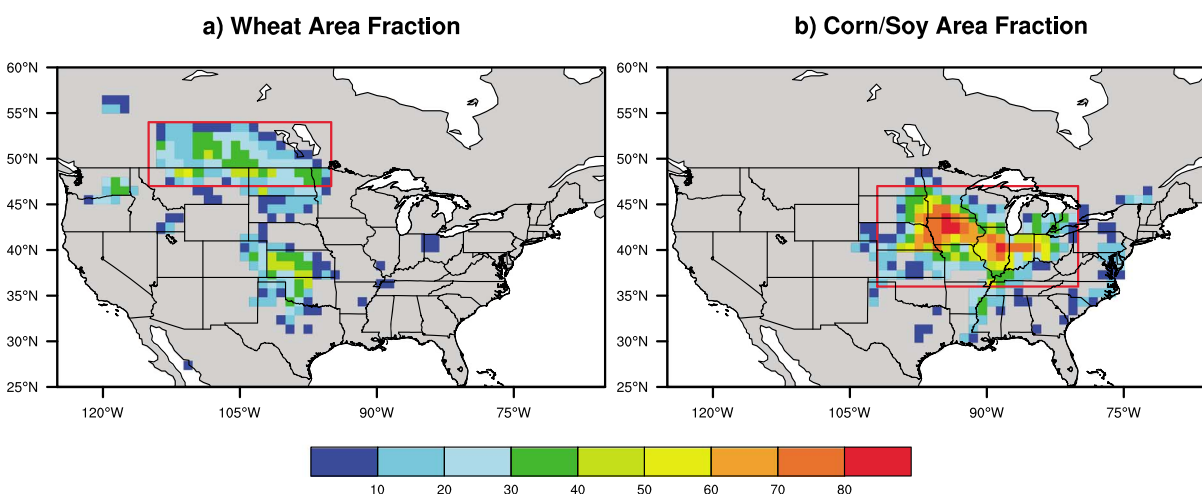 a) Wheat Area Fraction
b) Corn/Soy Area Fraction
60°N
55°N
50°N
45°N
40°N
35°N
30°N
25°N
120°W 105°W 90°W 75°W
60°N
55°N
50°N
45°N
40°N
35°N
30°N
25°N
120°W 105°W 90°W 75°W
10 20 30 40 50 60 70 80